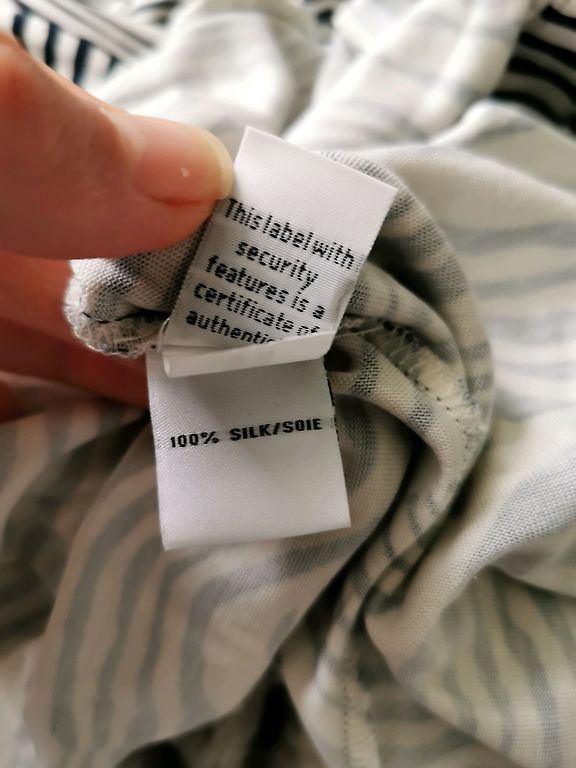 This label with
security
features is a
certificate of
100% SILK/SOIE